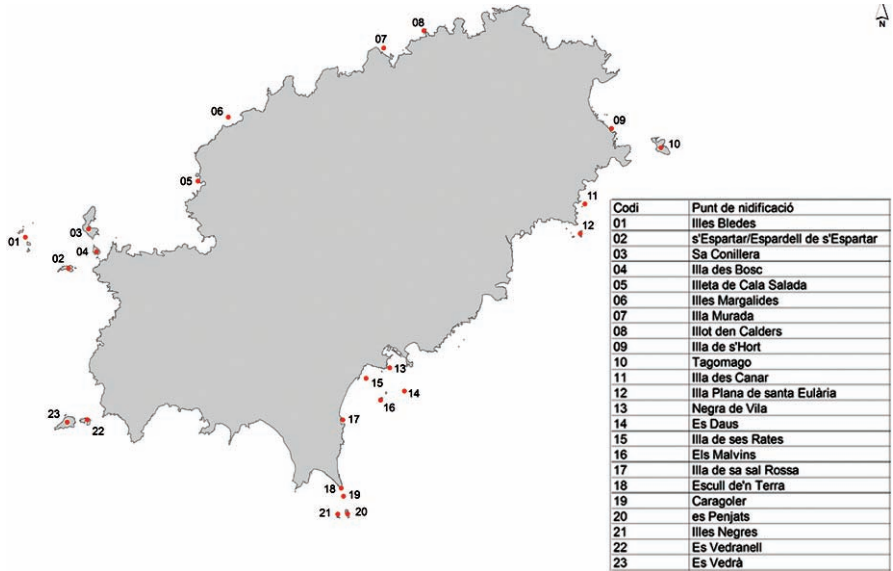 N
08
07
06
09
10
05
11
03
12
01
04
02
13
15
14
16
23
22
17
18
19
21
20
Codi Punt de nidificació
01 Illes Bledes
02 s'Espartar/Espardell de s'Espartar
03 Sa Conillera
04 Illa des Bosc
05 Illeta de Cala Salada
06 Illes Margalides
07 Illa Murada
08 Illot den Calders
09 Illa de s'Hort
10 Tagomago
11 Illa des Canar
12 Illa Plana de santa Eulària
13 Negra de Vila
14 Es Daus
15 Illa de ses Rates
16 Els Malvins
17 Illa de sa sal Rossa
18 Escull de'n Terra
19 Caragoler
20 es Penjats
21 Illes Negres
22 Es Vedranell
23 Es Vedrà